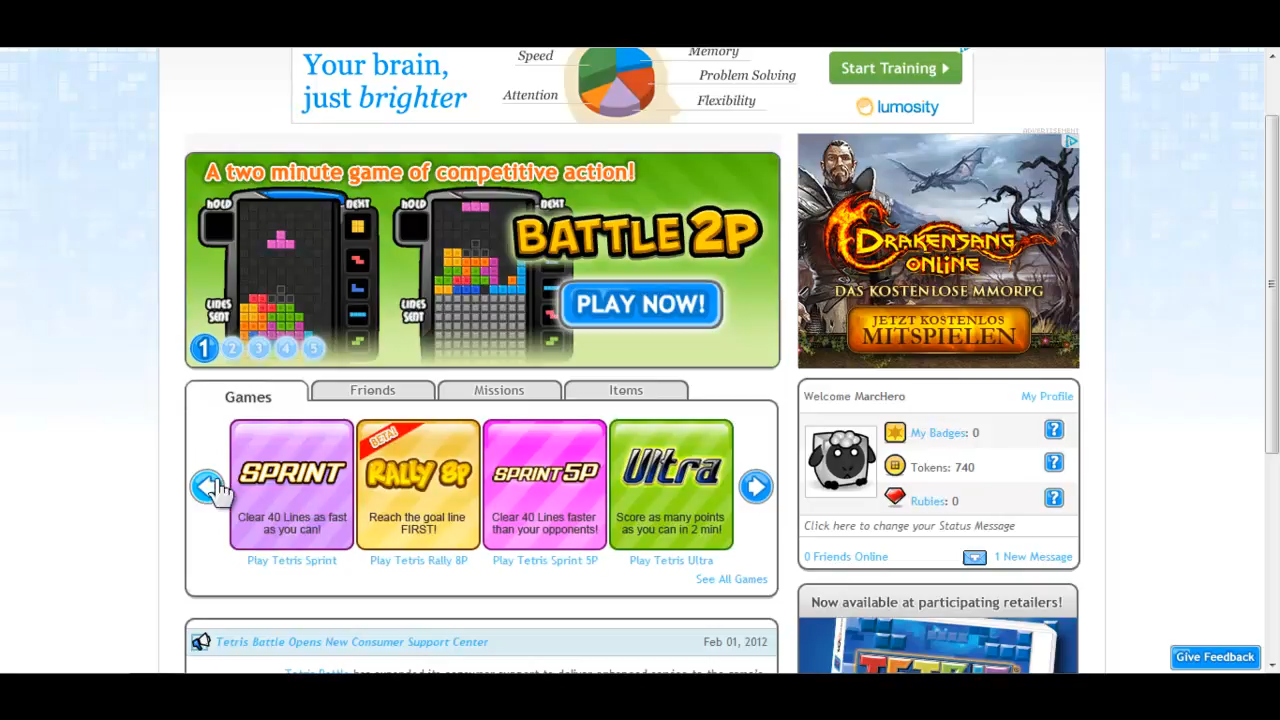 Your brain,
just brighter
Speed
Attention
Memory
Problem Solving
Flexibility
Start Training
lumosity
A two minute game of competitive action!
HOLD
NEXT
HOLD
NEXT
BATTLE 2P
LINES
SENT
LINES
SENT
PLAY NOW!
1 2 3 4 5
ADVERTISEMENT
DRAKENSANG
ONLINE
DAS KOSTENLOSE MMORPG
JETZT KOSTENLOS
MITSPIELEN
Games
Friends
Missions
Items
SPRINT
Clear 40 Lines as fast
as you can!
Play Tetris Sprint
BETA!
RALLY 8P
Reach the goal line
FIRST!
Play Tetris Rally 8P
SPRINT 5P
Clear 40 Lines faster
than your opponents!
Play Tetris Sprint 5P
ULTRA
Score as many points
as you can in 2 min!
Play Tetris Ultra
See All Games
Welcome MarcHero
My Profile
My Badges: 0
?
Tokens: 740
?
Rubies: 0
?
Click here to change your Status Message
0 Friends Online
1 New Message
Tetris Battle Opens New Consumer Support Center
Feb 01, 2012
Now available at participating retailers!
TETRIS
Give Feedback